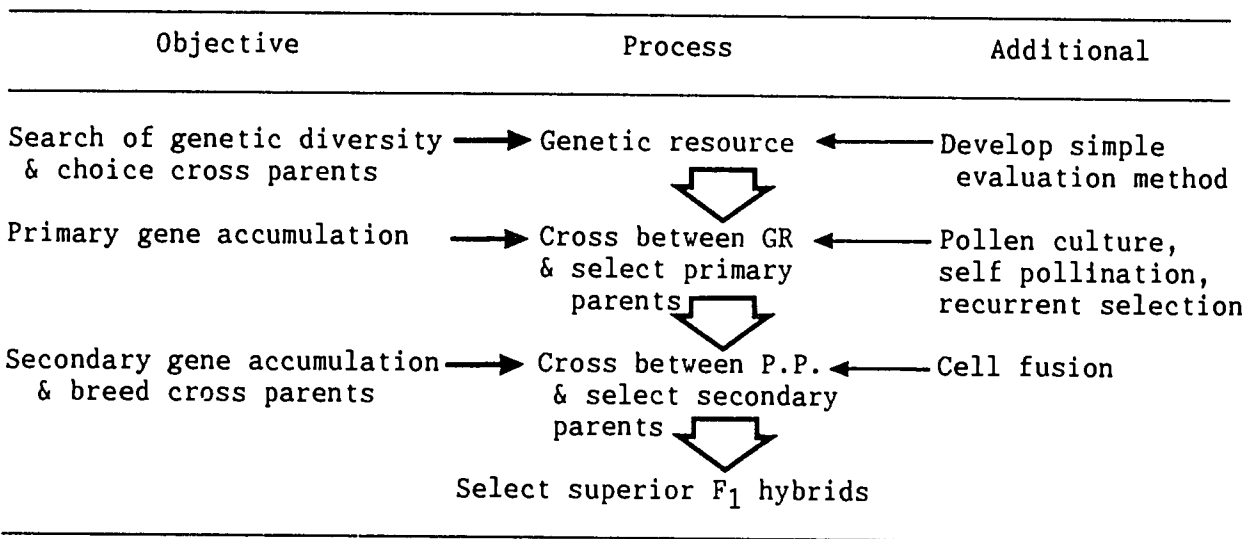 Objective Process Additional
Search of genetic diversity Genetic resource Develop simple
& choice cross parents evaluation method
Primary gene accumulation Cross between GR Pollen culture,
& select primary self pollination,
parents recurrent selection
Secondary gene accumulation Cross between P.P. Cell fusion
& breed cross parents & select secondary
parents
Select superior F1 hybrids